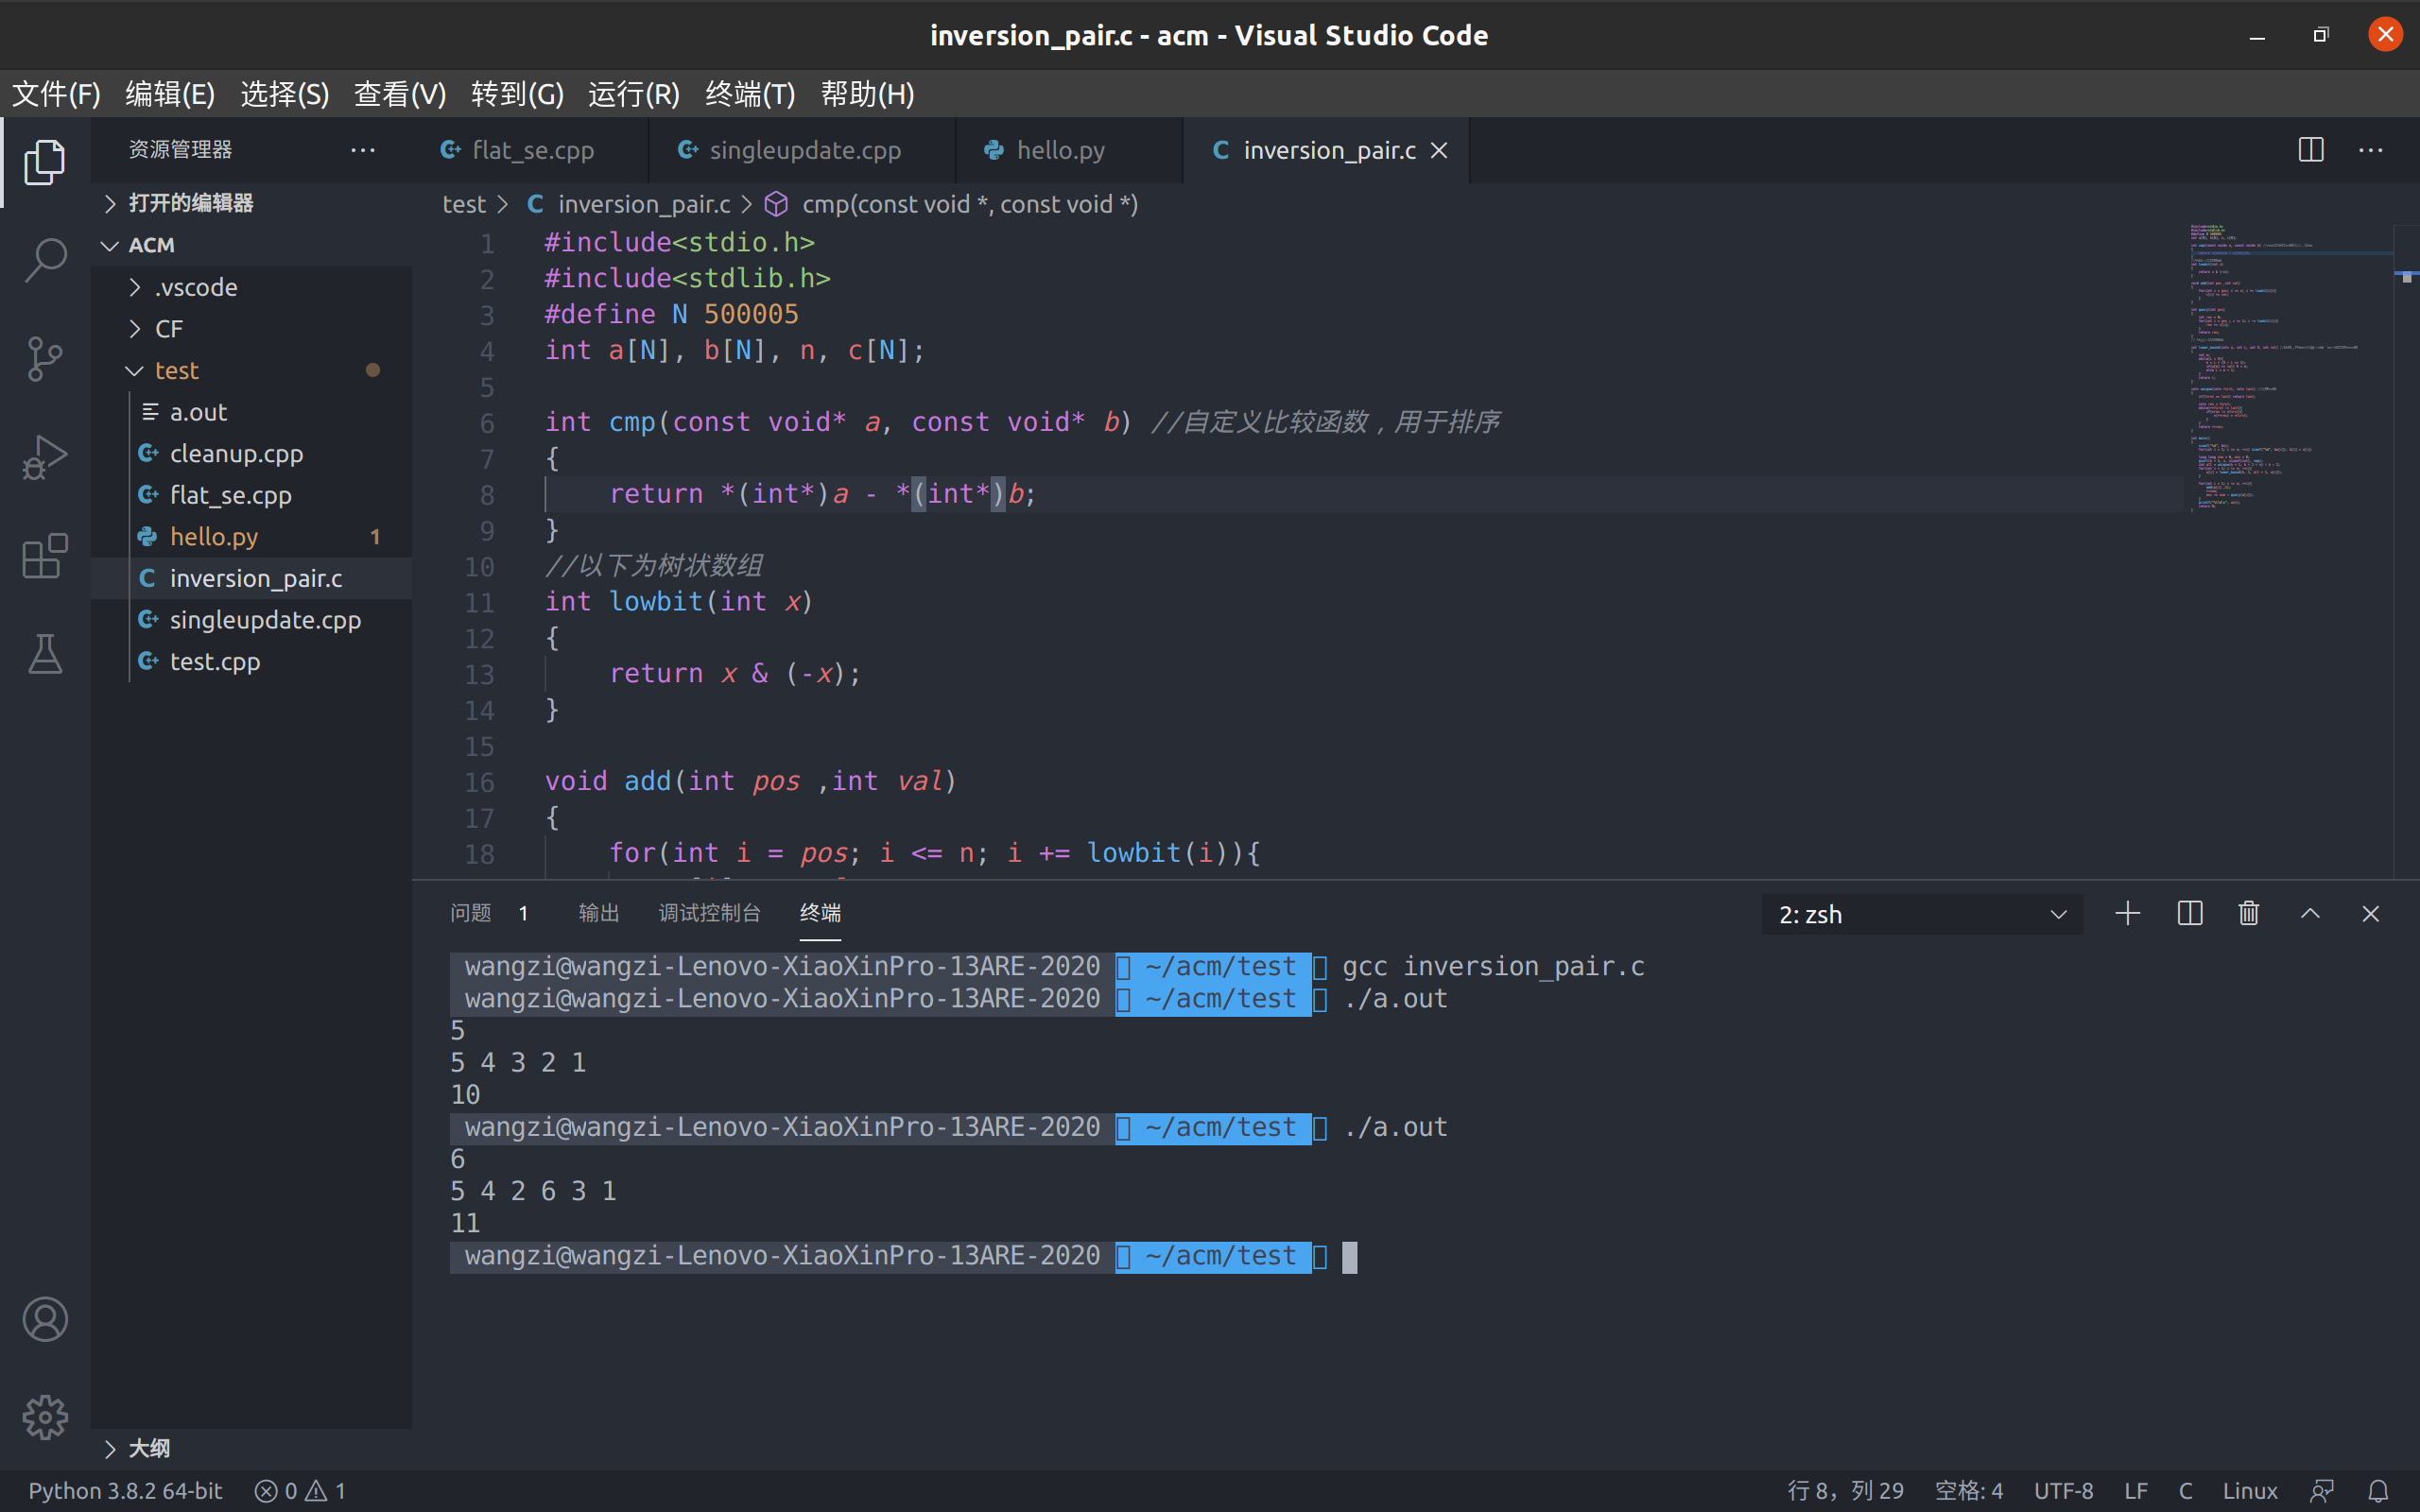 inversion_pair.c - acm - Visual Studio Code
文件(F) 编辑(E) 选择(S) 查看(V) 转到(G) 运行(R) 终端(T) 帮助(H)
资源管理器
flat_se.cpp singleupdate.cpp hello.py C inversion_pair.c
打开的编辑器
ACM
.vscode
CF
test
a.out
cleanup.cpp
flat_se.cpp
hello.py 1
C inversion_pair.c
singleupdate.cpp
test.cpp
大纲
test > C inversion_pair.c > cmp(const void *, const void *)
1 #include<stdio.h>
2 #include<stdlib.h>
3 #define N 500005
4 int a[N], b[N], n, c[N];
5
6 int cmp(const void* a, const void* b) //自定义比较函数，用于排序
7 {
8 return *(int*)a - *(int*)b;
9 }
10 //以下为树状数组
11 int lowbit(int x)
12 {
13 return x & (-x);
14 }
15
16 void add(int pos ,int val)
17 {
18 for(int i = pos; i <= n; i += lowbit(i)){
问题 1 输出 调试控制台 终端 2: zsh
wangzi@wangzi-Lenovo-XiaoXinPro-13ARE-2020 ~/acm/test gcc inversion_pair.c
wangzi@wangzi-Lenovo-XiaoXinPro-13ARE-2020 ~/acm/test ./a.out
5
5 4 3 2 1
10
wangzi@wangzi-Lenovo-XiaoXinPro-13ARE-2020 ~/acm/test ./a.out
6
5 4 2 6 3 1
11
wangzi@wangzi-Lenovo-XiaoXinPro-13ARE-2020 ~/acm/test
Python 3.8.2 64-bit 0 1 行 8，列 29 空格: 4 UTF-8 LF C Linux